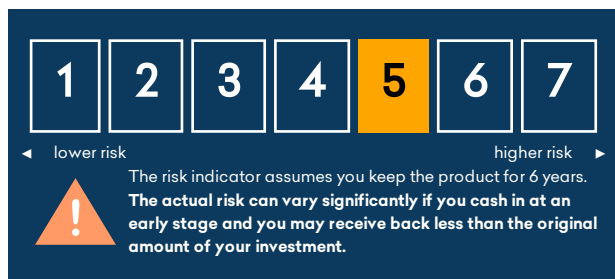 1 2 3 4 5 6 7
◄ lower risk higher risk ►
The risk indicator assumes you keep the product for 6 years.
The actual risk can vary significantly if you cash in at an
early stage and you may receive back less than the original
amount of your investment.
!